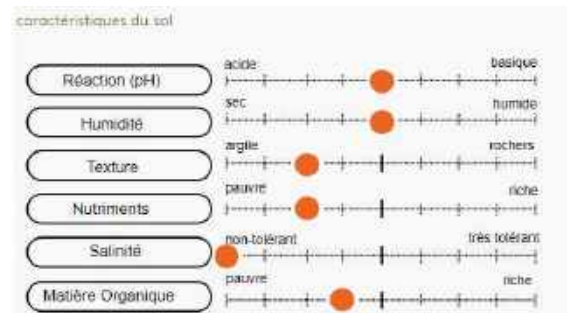 caractéristiques du sol
acide basique
Réaction (pH)
sec humide
Humidité
argile rochers
Texture
pauvre riche
Nutriments
non-tolérant très tolérant
Salinité
pauvre riche
Matière Organique